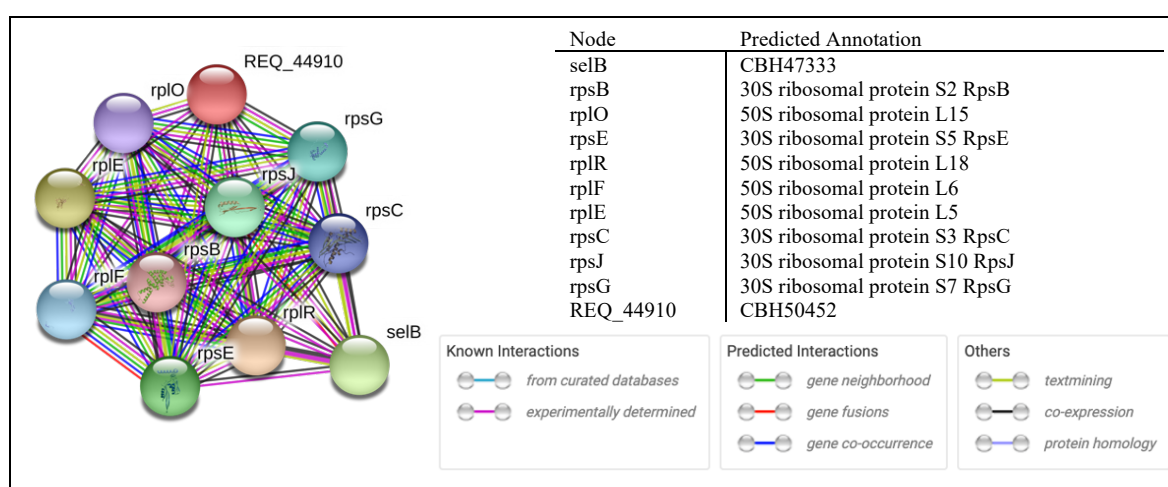 REQ_44910
rplO
rpsG
rplE
rpsJ
rpsC
rpsB
rplF
rplR
selB
rpsE
Node Predicted Annotation
selB CBH47333
rpsB 30S ribosomal protein S2 RpsB
rplO 50S ribosomal protein L15
rpsE 30S ribosomal protein S5 RpsE
rplR 50S ribosomal protein L18
rplF 50S ribosomal protein L6
rplE 50S ribosomal protein L5
rpsC 30S ribosomal protein S3 RpsC
rpsJ 30S ribosomal protein S10 RpsJ
rpsG 30S ribosomal protein S7 RpsG
REQ_44910 CBH50452
Known Interactions
from curated databases
experimentally determined
Predicted Interactions
gene neighborhood
gene fusions
gene co-occurrence
Others
textmining
co-expression
protein homology